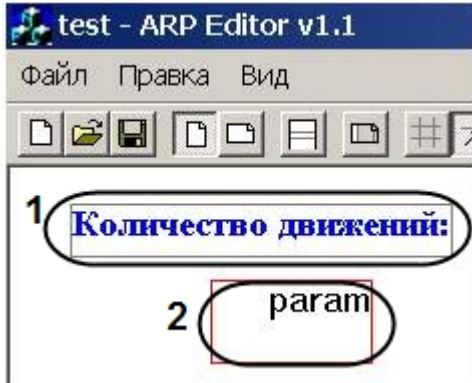 test - ARP Editor v1.1
Файл Правка Вид
1 Количество движений:
2 param